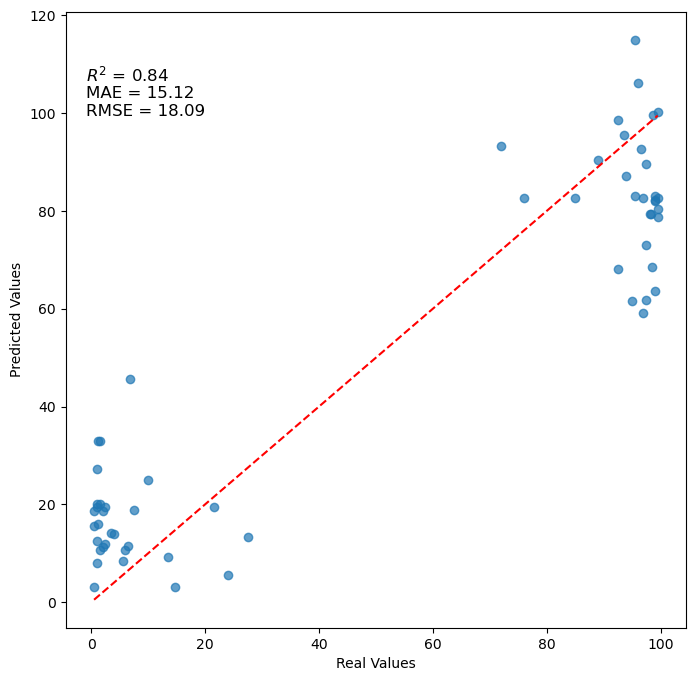 R² = 0.84
MAE = 15.12
RMSE = 18.09
Predicted Values
120
100
80
60
40
20
0
0 20 40 60 80 100
Real Values